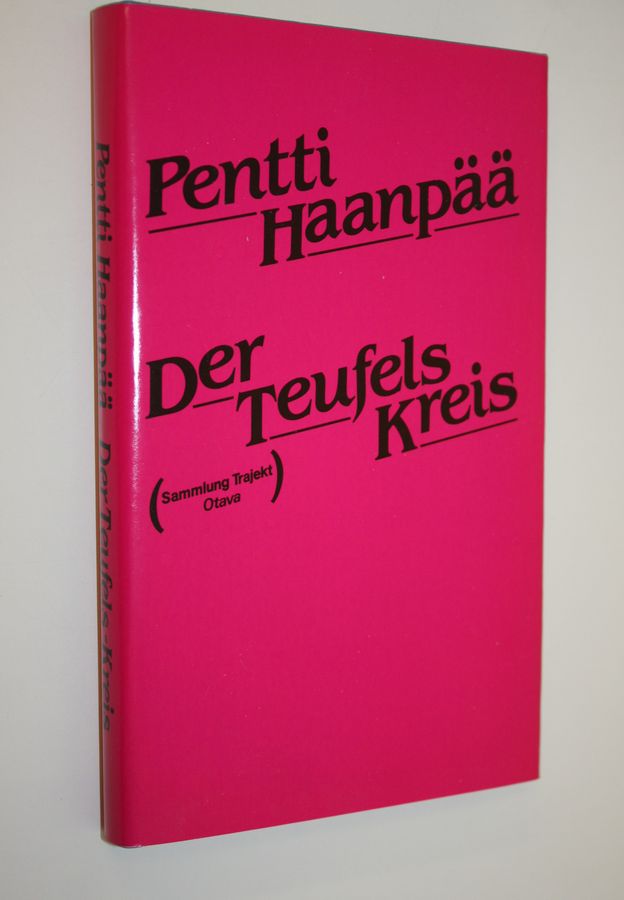 Pentti
Haanpää
Der
Teufels
Kreis
(Sammlung Trajekt)
Otava
Pentti Haanpää Der Teufels-Kreis